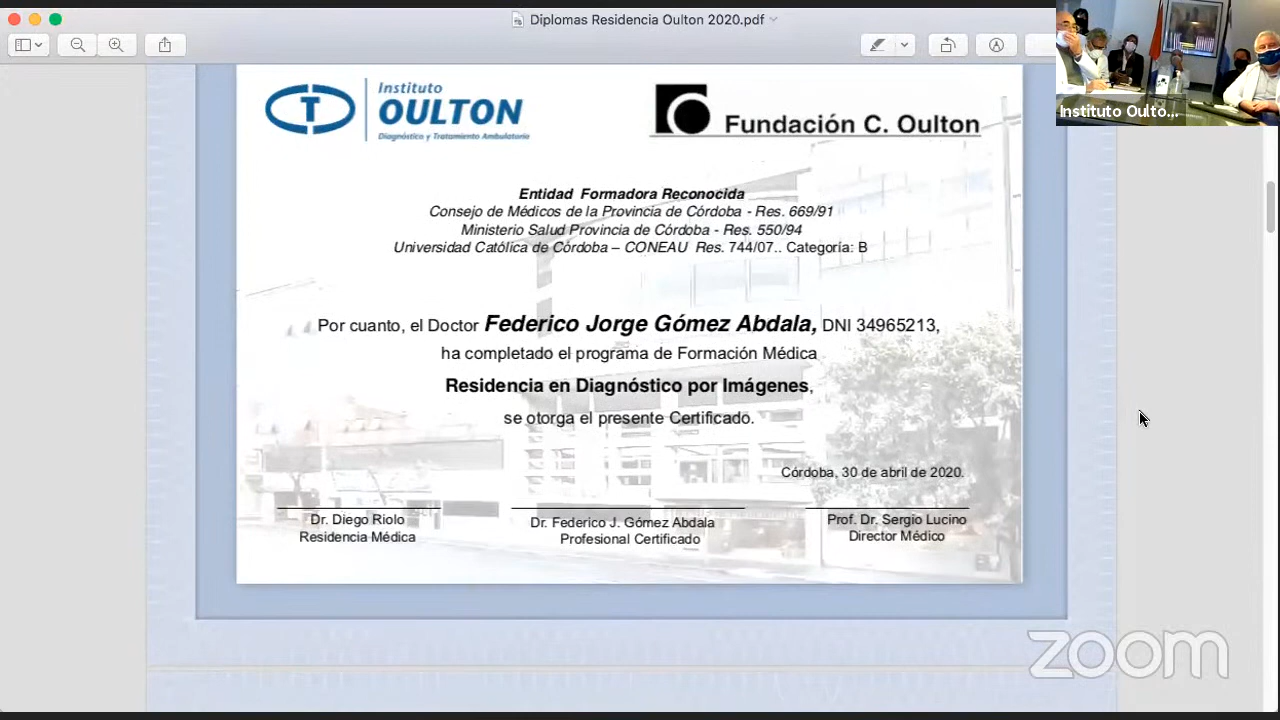 Diplomas Residencia Oulton 2020.pdf
Instituto Oulto...
Instituto
OULTON
Diagnóstico y Tratamiento Ambulatorio
Fundación C. Oulton
Entidad Formadora Reconocida
Consejo de Médicos de la Provincia de Córdoba - Res. 669/91
Ministerio Salud Provincia de Córdoba - Res. 550/94
Universidad Católica de Córdoba – CONEAU Res. 744/07.. Categoría: B
Por cuanto, el Doctor Federico Jorge Gómez Abdala, DNI 34965213,
ha completado el programa de Formación Médica
Residencia en Diagnóstico por Imágenes,
se otorga el presente Certificado.
Córdoba, 30 de abril de 2020.
Dr. Diego Riolo
Residencia Médica
Dr. Federico J. Gómez Abdala
Profesional Certificado
Prof. Dr. Sergio Lucino
Director Médico
zoom